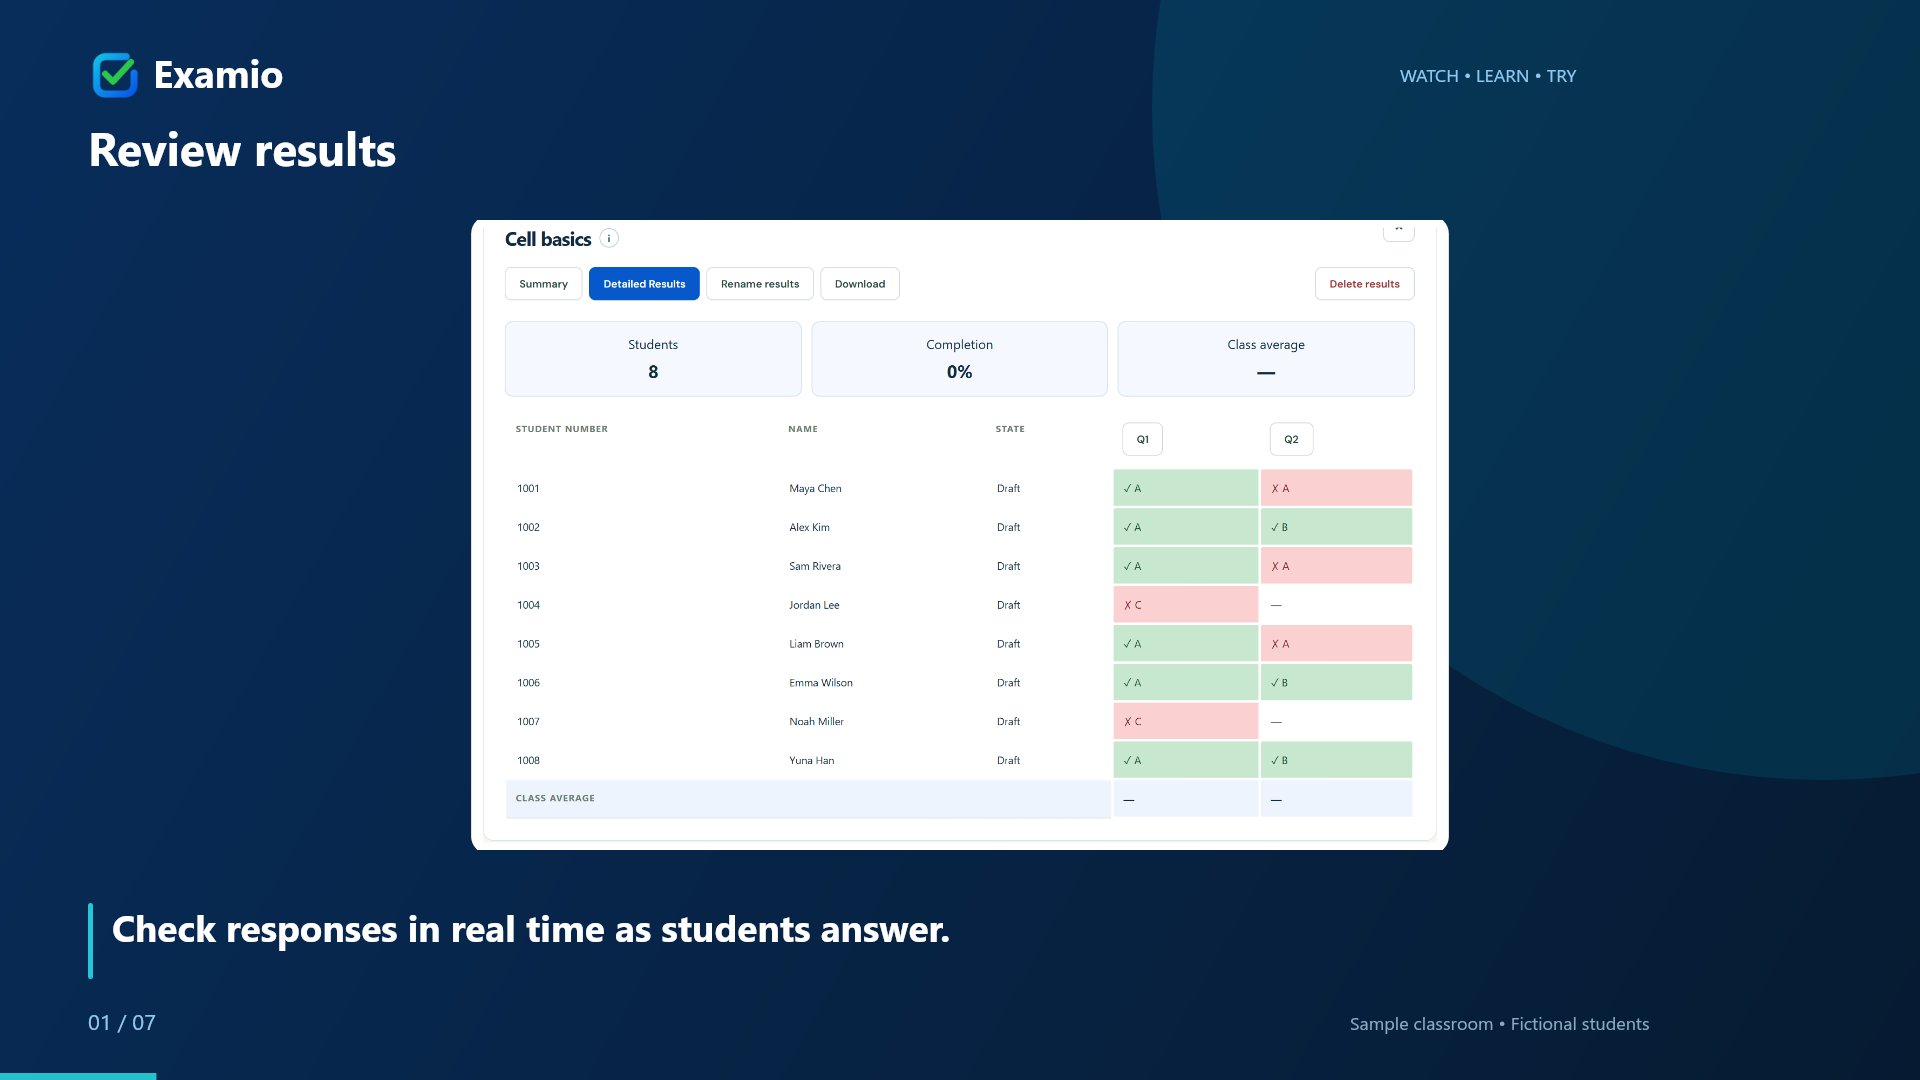 Examio
WATCH • LEARN • TRY
Review results
Cell basics i
Summary Detailed Results Rename results Download Delete results
Students Completion Class average
8 0% —
STUDENT NUMBER NAME STATE Q1 Q2
1001 Maya Chen Draft ✓ A ✗ A
1002 Alex Kim Draft ✓ A ✓ B
1003 Sam Rivera Draft ✓ A ✗ A
1004 Jordan Lee Draft ✗ C —
1005 Liam Brown Draft ✓ A ✗ A
1006 Emma Wilson Draft ✓ A ✓ B
1007 Noah Miller Draft ✗ C —
1008 Yuna Han Draft ✓ A ✓ B
CLASS AVERAGE — —
Check responses in real time as students answer.
01 / 07
Sample classroom • Fictional students